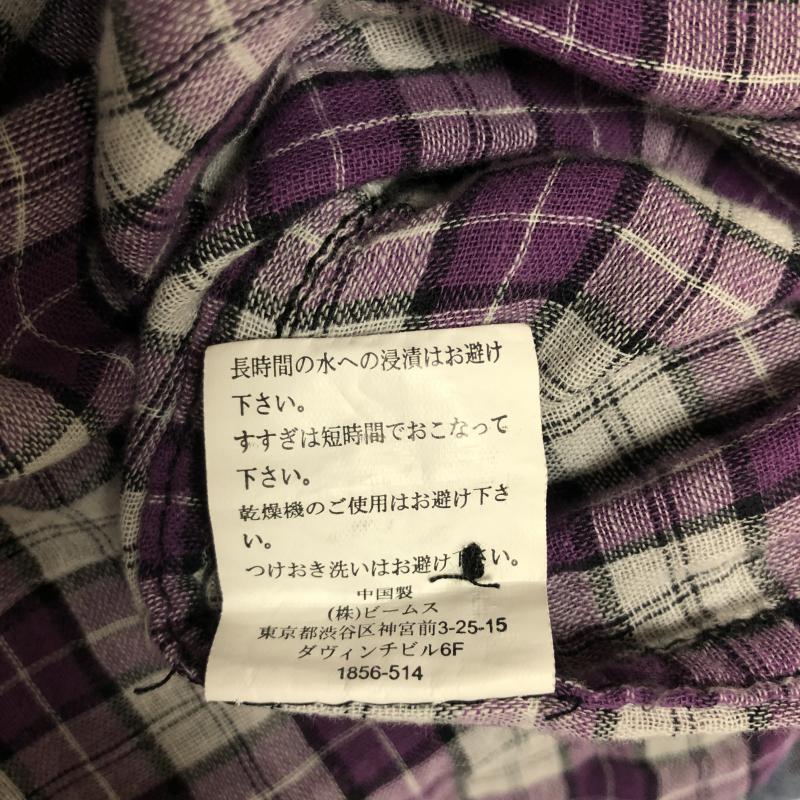 長時間の水への浸漬はお避け
下さい。
すすぎは短時間でおこなって
下さい。
乾燥機のご使用はお避け下さ
い。
つけおき洗いはお避け下さい。
中国製
(株)ビームス
東京都渋谷区神宮前3-25-15
ダヴィンチビル6F
1856-514